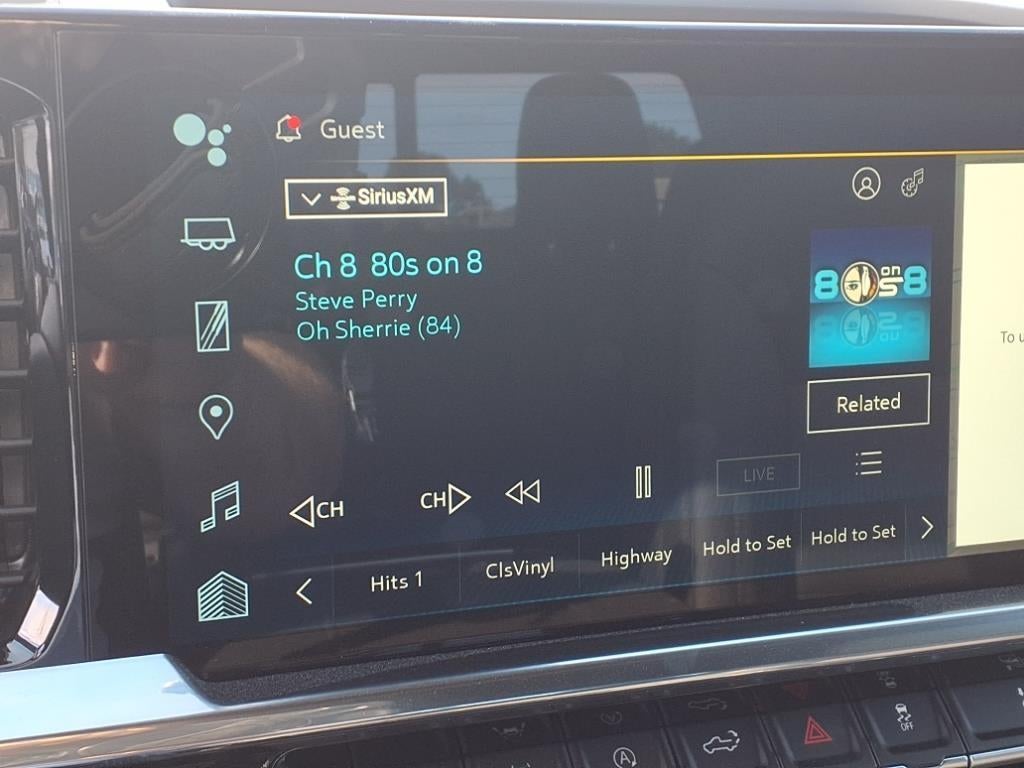 Guest
SiriusXM
Ch 8 80s on 8
Steve Perry
Oh Sherrie (84)
80s on 8
Related
To u
CH
CH
LIVE
Hits 1
ClsVinyl
Highway
Hold to Set
Hold to Set
A
OFF